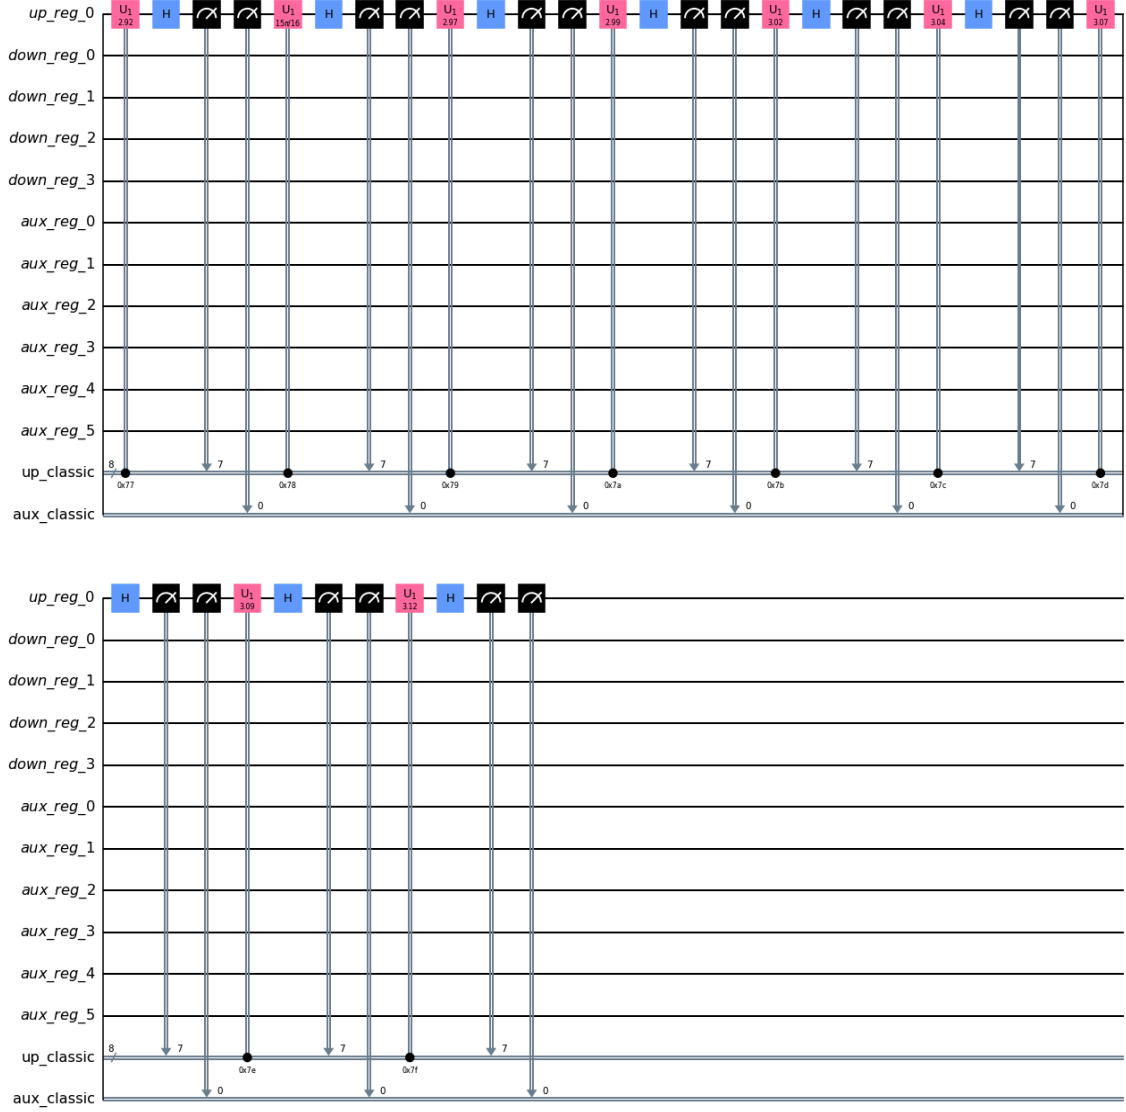 up_reg_0 U1 2.92 H U1 15π/16 H U1 2.97 H U1 2.99 H U1 3.02 H U1 3.04 H U1 3.07
down_reg_0
down_reg_1
down_reg_2
down_reg_3
aux_reg_0
aux_reg_1
aux_reg_2
aux_reg_3
aux_reg_4
aux_reg_5
up_classic 8 7 7 7 7 7 7
0x77 0x78 0x79 0x7a 0x7b 0x7c 0x7d
aux_classic 0 0 0 0 0 0
up_reg_0 H U1 3.09 H U1 3.12 H
down_reg_0
down_reg_1
down_reg_2
down_reg_3
aux_reg_0
aux_reg_1
aux_reg_2
aux_reg_3
aux_reg_4
aux_reg_5
up_classic 8 7 7 7
0x7e 0x7f
aux_classic 0 0 0